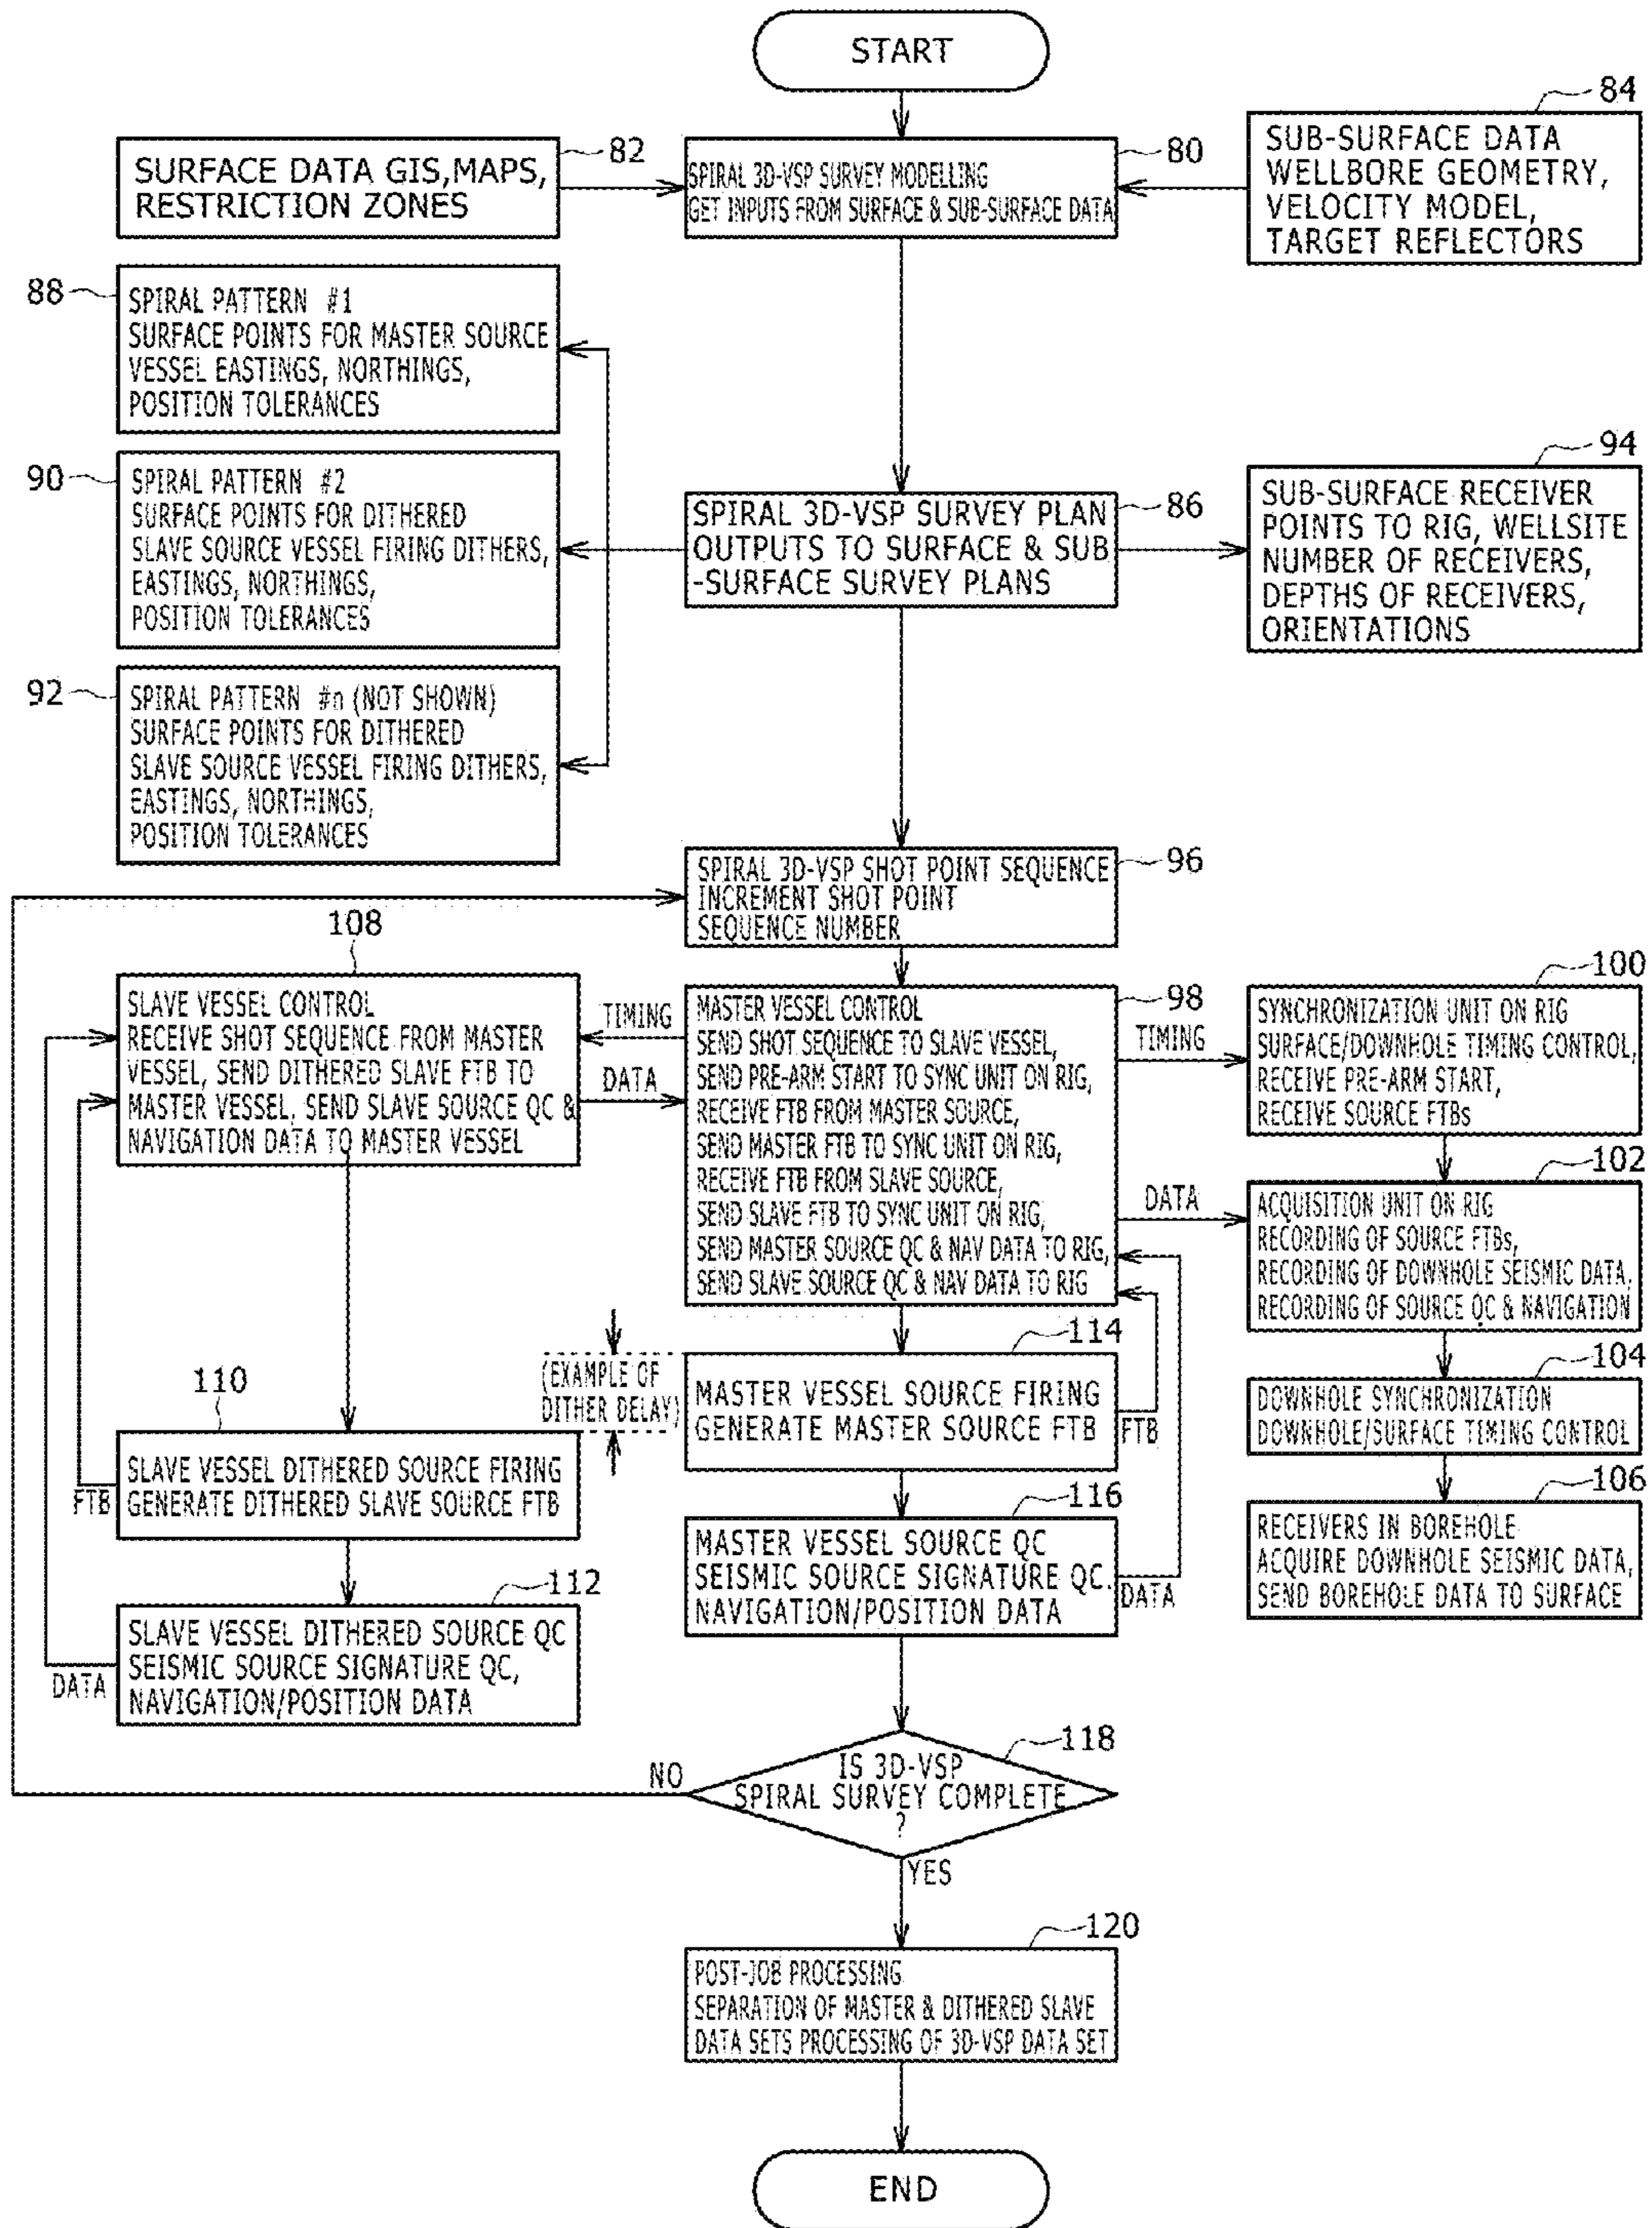 START
82
SURFACE DATA GIS,MAPS,
RESTRICTION ZONES
80
SPIRAL 3D-VSP SURVEY MODELLING
GET INPUTS FROM SURFACE & SUB-SURFACE DATA
84
SUB-SURFACE DATA
WELLBORE GEOMETRY,
VELOCITY MODEL,
TARGET REFLECTORS
88
SPIRAL PATTERN #1
SURFACE POINTS FOR MASTER SOURCE
VESSEL EASTINGS, NORTHINGS,
POSITION TOLERANCES
90
SPIRAL PATTERN #2
SURFACE POINTS FOR DITHERED
SLAVE SOURCE VESSEL FIRING DITHERS,
EASTINGS, NORTHINGS,
POSITION TOLERANCES
92
SPIRAL PATTERN #n (NOT SHOWN)
SURFACE POINTS FOR DITHERED
SLAVE SOURCE VESSEL FIRING DITHERS,
EASTINGS, NORTHINGS,
POSITION TOLERANCES
86
SPIRAL 3D-VSP SURVEY PLAN
OUTPUTS TO SURFACE & SUB
-SURFACE SURVEY PLANS
94
SUB-SURFACE RECEIVER
POINTS TO RIG, WELLSITE
NUMBER OF RECEIVERS,
DEPTHS OF RECEIVERS,
ORIENTATIONS
96
SPIRAL 3D-VSP SHOT POINT SEQUENCE
INCREMENT SHOT POINT
SEQUENCE NUMBER
108
SLAVE VESSEL CONTROL
RECEIVE SHOT SEQUENCE FROM MASTER
VESSEL, SEND DITHERED SLAVE FTB TO
MASTER VESSEL. SEND SLAVE SOURCE QC &
NAVIGATION DATA TO MASTER VESSEL
TIMING
DATA
98
MASTER VESSEL CONTROL
SEND SHOT SEQUENCE TO SLAVE VESSEL,
SEND PRE-ARM START TO SYNC UNIT ON RIG,
RECEIVE FTB FROM MASTER SOURCE,
SEND MASTER FTB TO SYNC UNIT ON RIG,
RECEIVE FTB FROM SLAVE SOURCE,
SEND SLAVE FTB TO SYNC UNIT ON RIG,
SEND MASTER SOURCE QC & NAV DATA TO RIG,
SEND SLAVE SOURCE QC & NAV DATA TO RIG
TIMING
DATA
100
SYNCHRONIZATION UNIT ON RIG
SURFACE/DOWNHOLE TIMING CONTROL,
RECEIVE PRE-ARM START,
RECEIVE SOURCE FTBs
102
ACQUISITION UNIT ON RIG
RECORDING OF SOURCE FTBs,
RECORDING OF DOWNHOLE SEISMIC DATA,
RECORDING OF SOURCE QC & NAVIGATION
104
DOWNHOLE SYNCHRONIZATION
DOWNHOLE/SURFACE TIMING CONTROL
106
RECEIVERS IN BOREHOLE
ACQUIRE DOWNHOLE SEISMIC DATA,
SEND BOREHOLE DATA TO SURFACE
110
SLAVE VESSEL DITHERED SOURCE FIRING
GENERATE DITHERED SLAVE SOURCE FTB
FTB
(EXAMPLE OF
DITHER DELAY)
114
MASTER VESSEL SOURCE FIRING
GENERATE MASTER SOURCE FTB
FTB
112
SLAVE VESSEL DITHERED SOURCE QC
SEISMIC SOURCE SIGNATURE QC,
NAVIGATION/POSITION DATA
DATA
116
MASTER VESSEL SOURCE QC
SEISMIC SOURCE SIGNATURE QC.
NAVIGATION/POSITION DATA
DATA
118
IS 3D-VSP
SPIRAL SURVEY COMPLETE
?
NO
YES
120
POST-JOB PROCESSING
SEPARATION OF MASTER & DITHERED SLAVE
DATA SETS PROCESSING OF 3D-VSP DATA SET
END